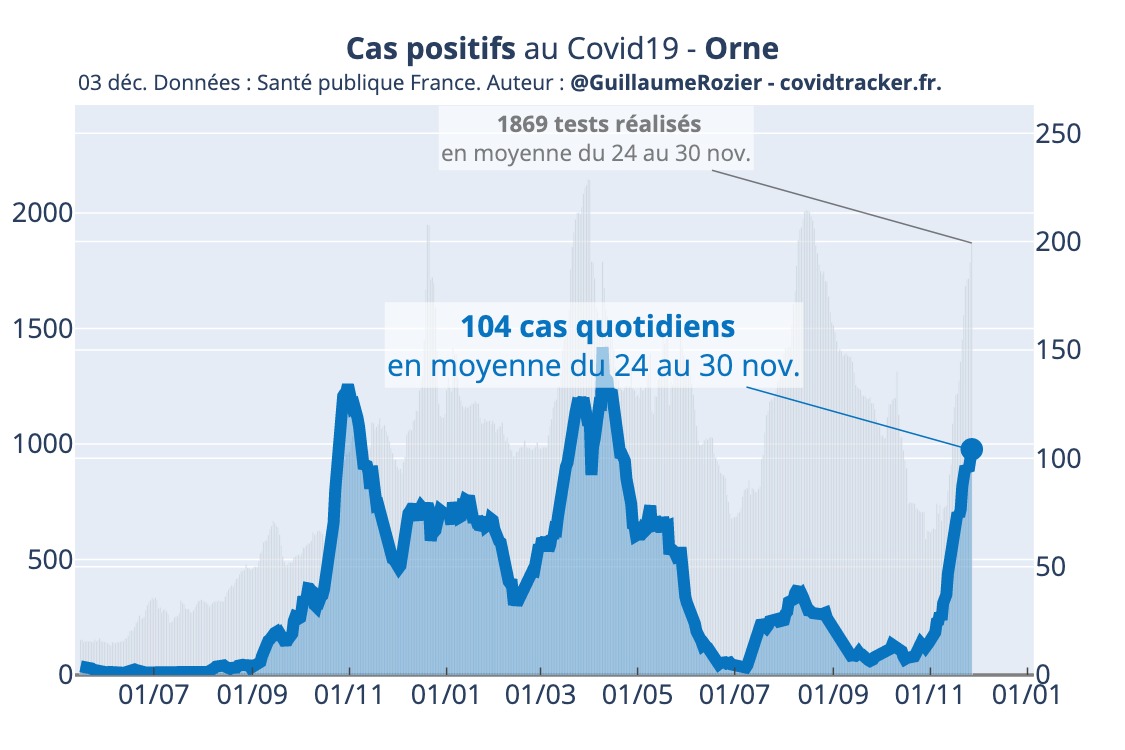 Cas positifs au Covid19 - Orne
03 déc. Données : Santé publique France. Auteur : @GuillaumeRozier - covidtracker.fr.
1869 tests réalisés
en moyenne du 24 au 30 nov.
104 cas quotidiens
en moyenne du 24 au 30 nov.
2000
1500
1000
500
0
250
200
150
100
50
0
01/07 01/09 01/11 01/01 01/03 01/05 01/07 01/09 01/11 01/01